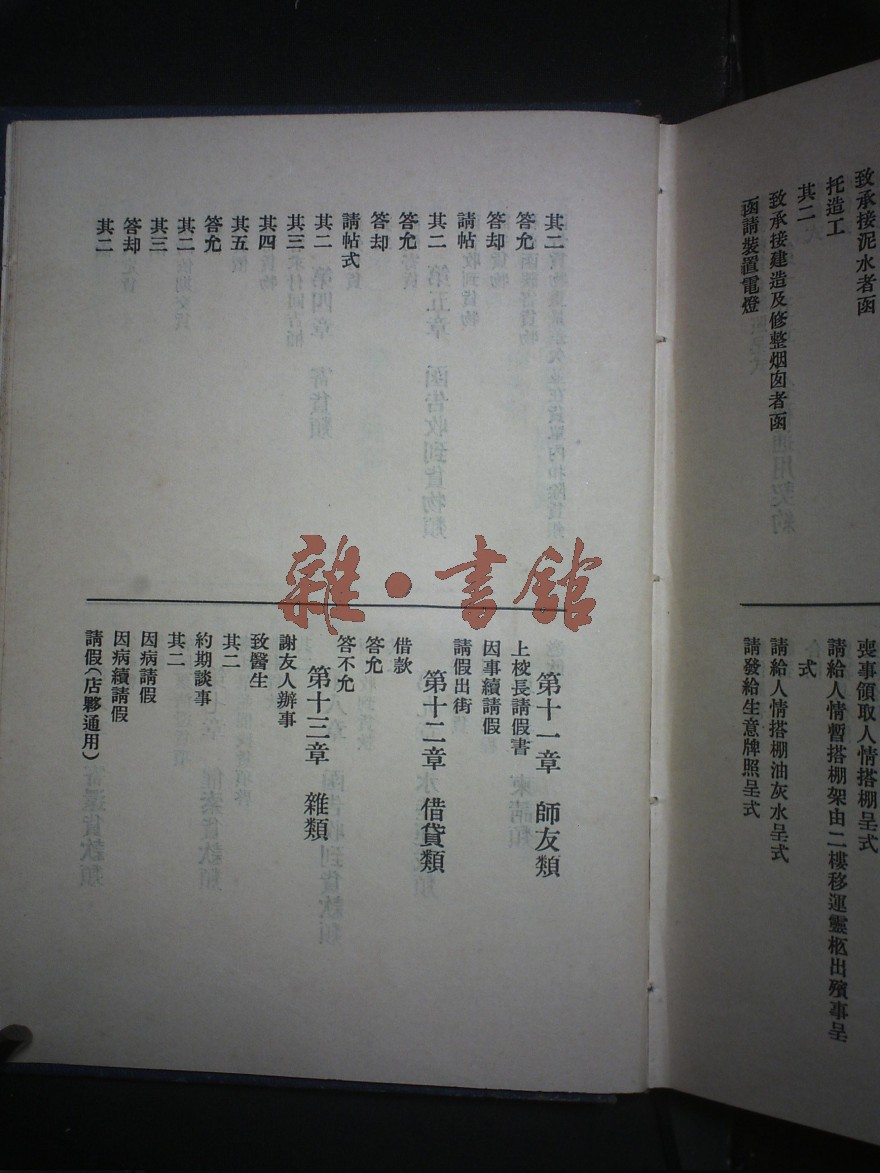 致承接泥水者函
托造工
其二
致承接建造及修整烟囪者函
函請裝置電燈
喪事領取人情搭棚呈式
請給人情暫搭棚架由二樓移運靈柩出殯事呈
式
請給人情搭棚油灰水呈式
請發給生意牌照呈式
其二
答允
答却
請帖
其二
答允
答却
請帖式
其二
其三
其四
其五
答允
其二
其三
答却
其二
第十一章 師友類
上校長請假書
因事續請假
請假出街
第十二章 借貸類
借款
答允
答不允
第十三章 雜類
謝友人辦事
致醫生
其二
約期談事
其二
因病請假
因病續請假
請假(店夥通用)
雜·書館